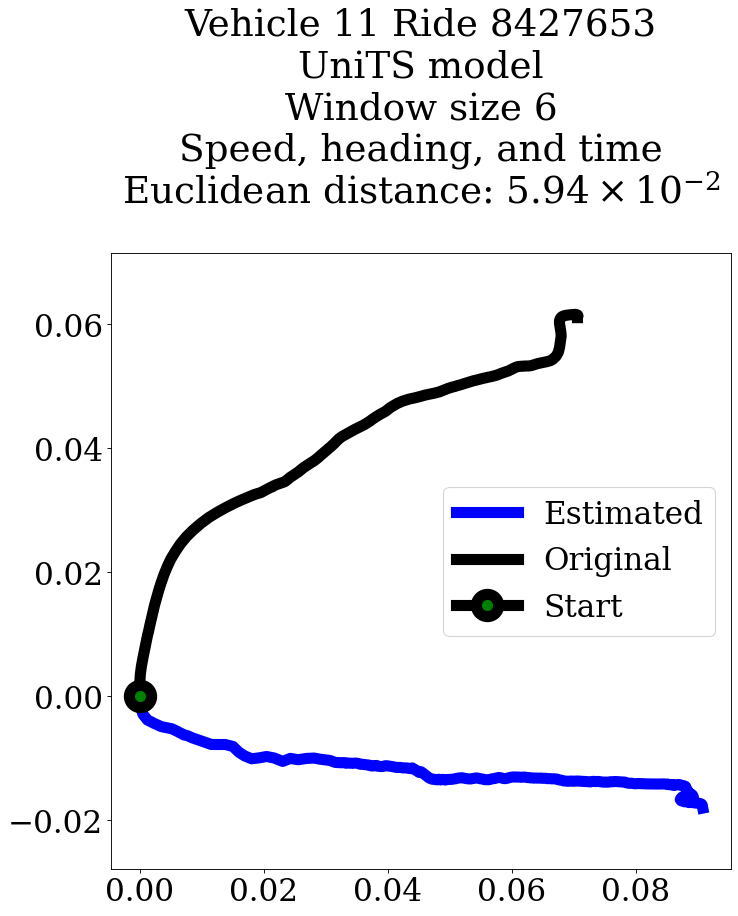 Vehicle 11 Ride 8427653
UniTS model
Window size 6
Speed, heading, and time
Euclidean distance: 5.94 × 10⁻²
0.06
0.04
0.02
0.00
−0.02
Estimated
Original
Start
0.00 0.02 0.04 0.06 0.08